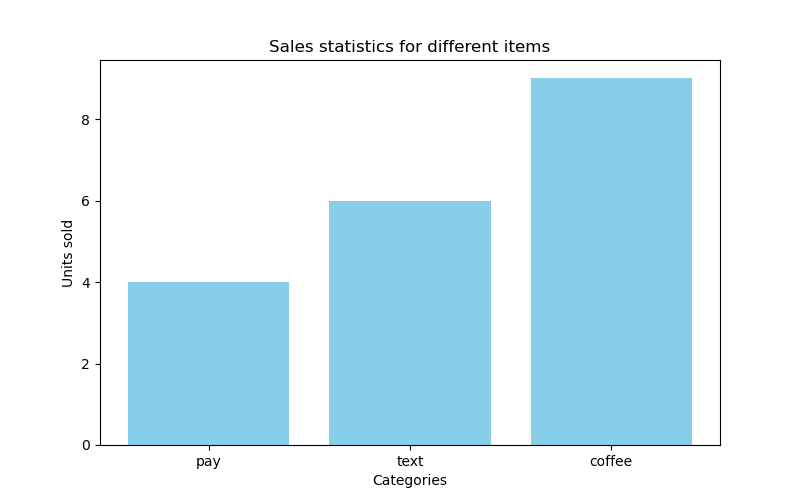 Sales statistics for different items
Units sold
8
6
4
2
0
pay text coffee
Categories